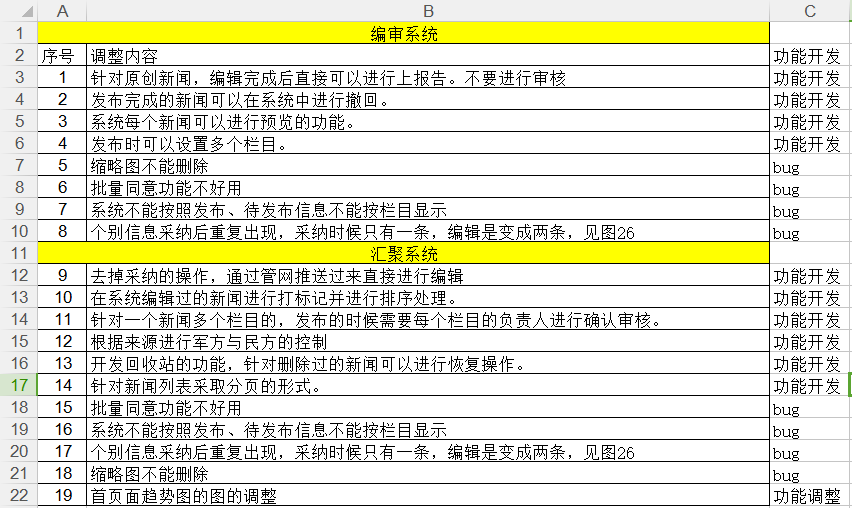 A B C
1 编审系统
2 序号 调整内容 功能开发
3 1 针对原创新闻，编辑完成后直接可以进行上报告。不要进行审核 功能开发
4 2 发布完成的新闻可以在系统中进行撤回。 功能开发
5 3 系统每个新闻可以进行预览的功能。 功能开发
6 4 发布时可以设置多个栏目。 功能开发
7 5 缩略图不能删除 bug
8 6 批量同意功能不好用 bug
9 7 系统不能按照发布、待发布信息不能按栏目显示 bug
10 8 个别信息采纳后重复出现，采纳时候只有一条，编辑是变成两条，见图26 bug
11 汇聚系统
12 9 去掉采纳的操作，通过管网推送过来直接进行编辑 功能开发
13 10 在系统编辑过的新闻进行打标记并进行排序处理。 功能开发
14 11 针对一个新闻多个栏目的，发布的时候需要每个栏目的负责人进行确认审核。 功能开发
15 12 根据来源进行军方与民方的控制 功能开发
16 13 开发回收站的功能，针对删除过的新闻可以进行恢复操作。 功能开发
17 14 针对新闻列表采取分页的形式。 功能开发
18 15 批量同意功能不好用 bug
19 16 系统不能按照发布、待发布信息不能按栏目显示 bug
20 17 个别信息采纳后重复出现，采纳时候只有一条，编辑是变成两条，见图26 bug
21 18 缩略图不能删除 bug
22 19 首页面趋势图的图的调整 功能调整